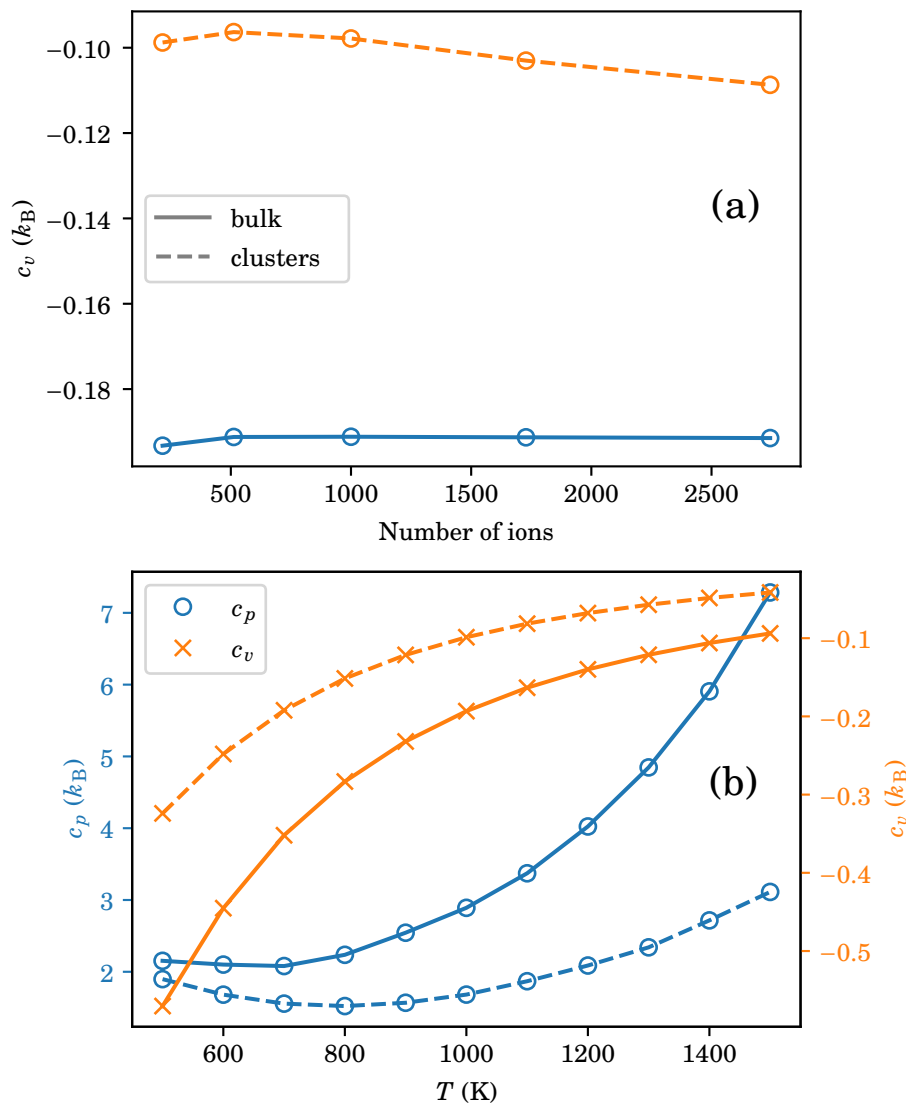 −0.10
−0.12
−0.14
−0.16
−0.18
c_v (k_B)
bulk
clusters
(a)
500 1000 1500 2000 2500
Number of ions
7
6
5
4
3
2
c_p (k_B)
c_p
c_v
(b)
−0.1
−0.2
−0.3
−0.4
−0.5
c_v (k_B)
600 800 1000 1200 1400
T (K)